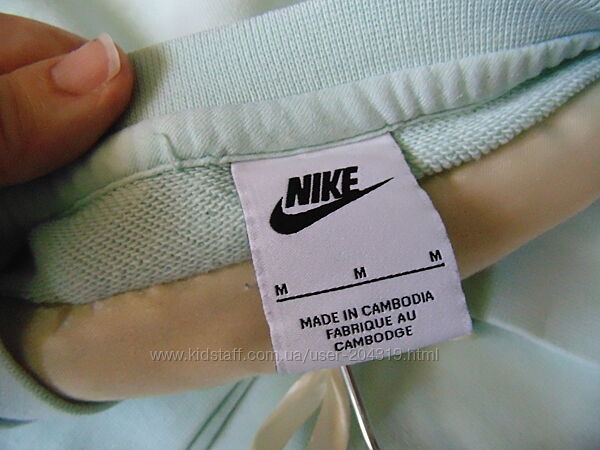 NIKE
M M M
MADE IN CAMBODIA
FABRIQUE AU
CAMBODGE
www.kidstaff.com.ua/user-204319.html